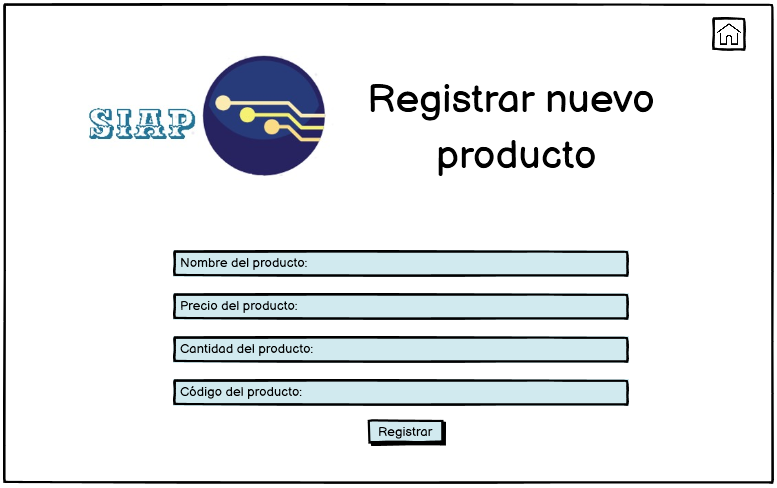 SIAP
Registrar nuevo
producto
Nombre del producto:
Precio del producto:
Cantidad del producto:
Código del producto:
Registrar